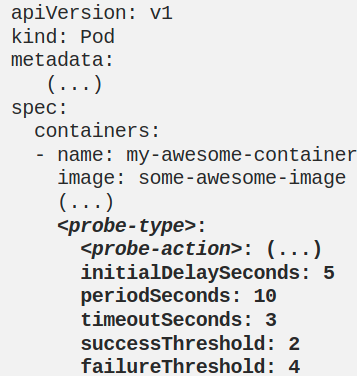 apiVersion: v1
kind: Pod
metadata:
   (...)
spec:
  containers:
  - name: my-awesome-container
    image: some-awesome-image
    (...)
    <probe-type>:
      <probe-action>: (...)
      initialDelaySeconds: 5
      periodSeconds: 10
      timeoutSeconds: 3
      successThreshold: 2
      failureThreshold: 4